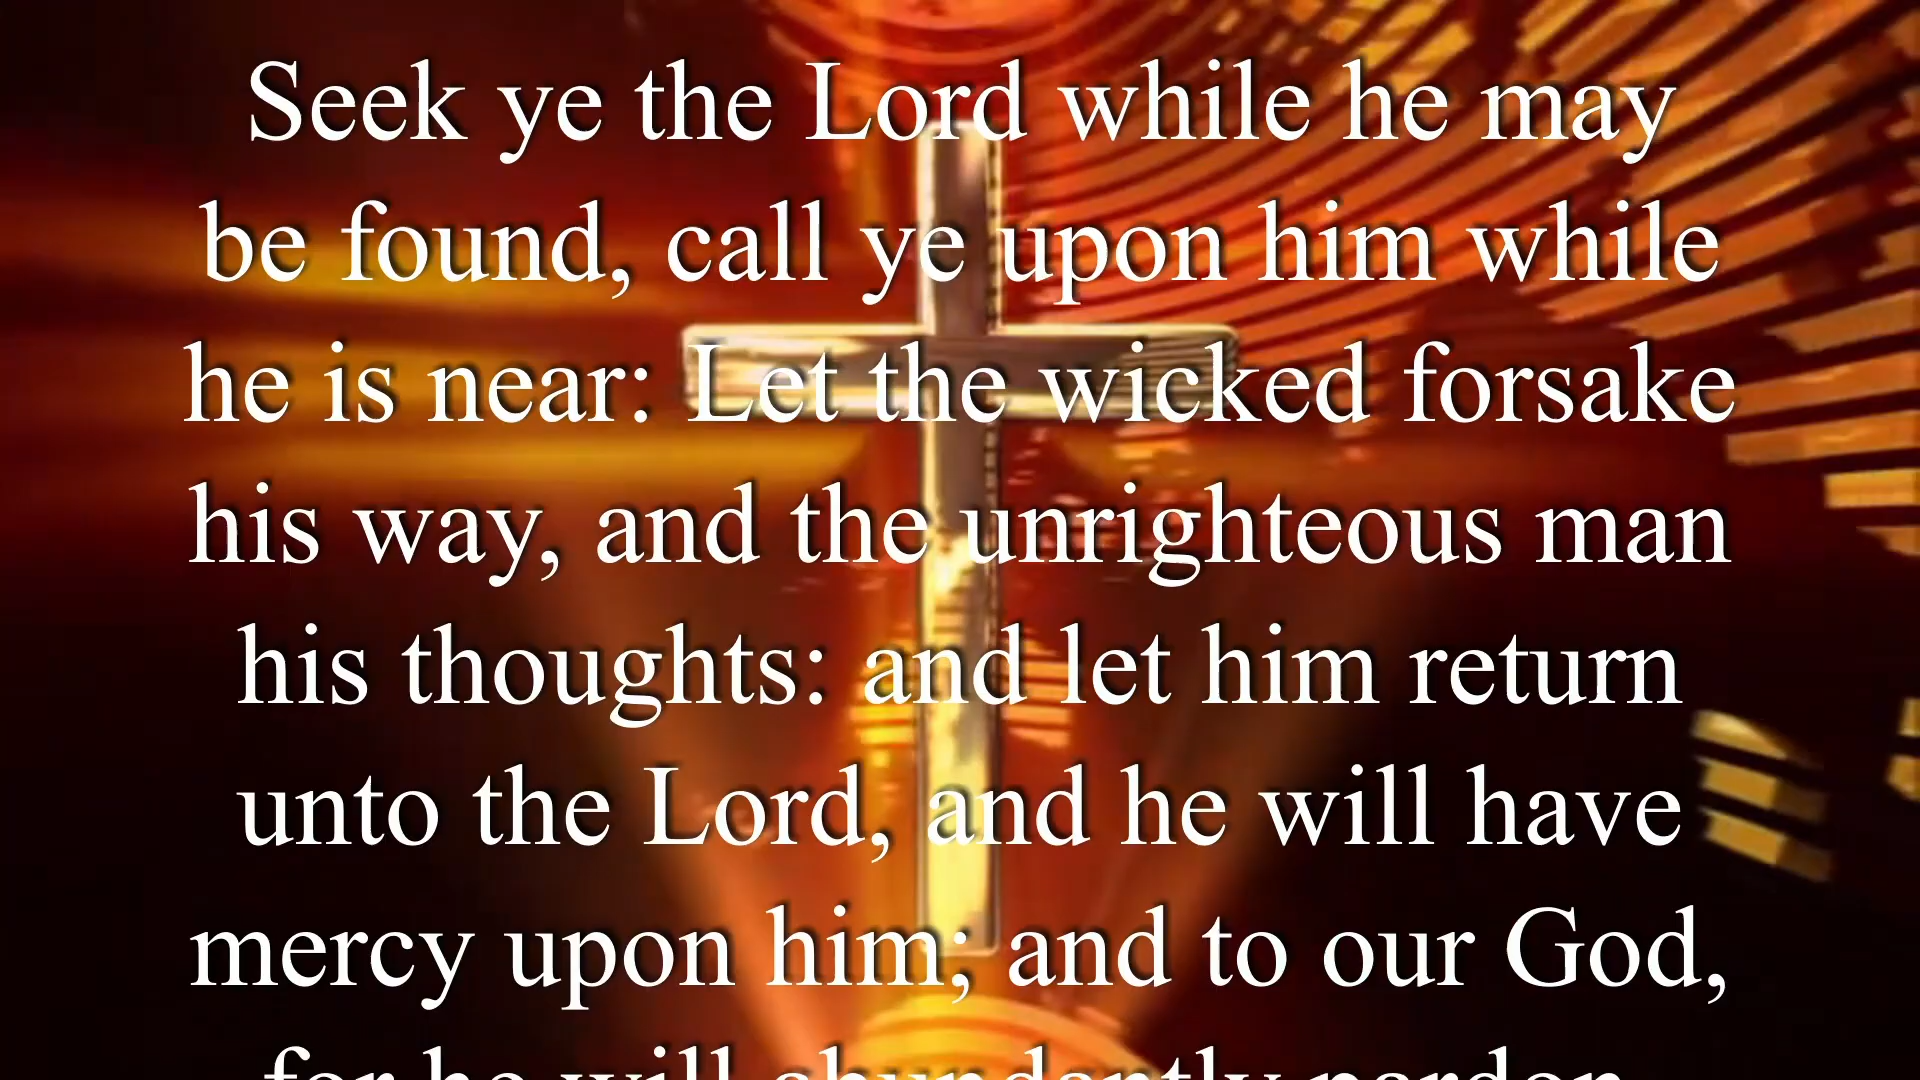 Seek ye the Lord while he may
be found, call ye upon him while
he is near: Let the wicked forsake
his way, and the unrighteous man
his thoughts: and let him return
unto the Lord, and he will have
mercy upon him; and to our God,
for he will abundantly pardon